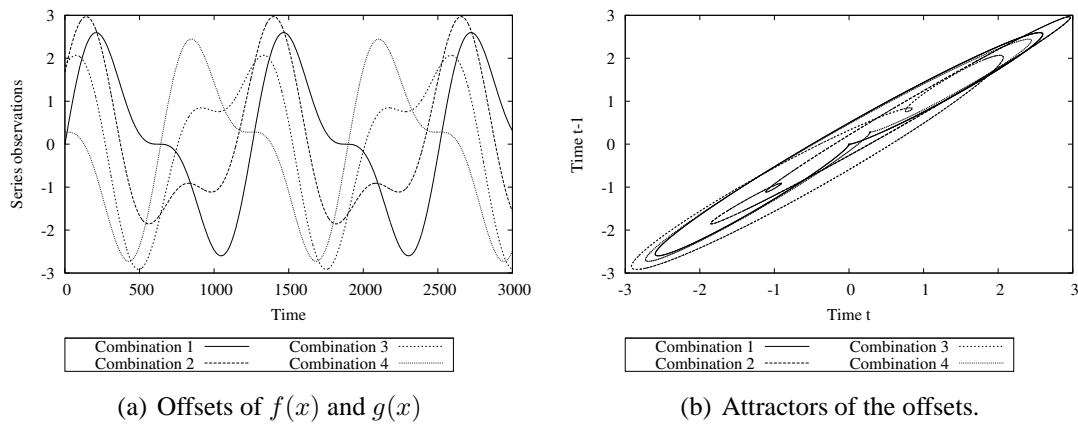 3
2
1
0
-1
-2
-3
Series observations
0
500
1000
1500
2000
2500
3000
Time
Combination 1
Combination 2
Combination 3
Combination 4
(a) Offsets of f(x) and g(x)
3
2
1
0
-1
-2
-3
Time t-1
-3
-2
-1
0
1
2
3
Time t
Combination 1
Combination 2
Combination 3
Combination 4
(b) Attractors of the offsets.